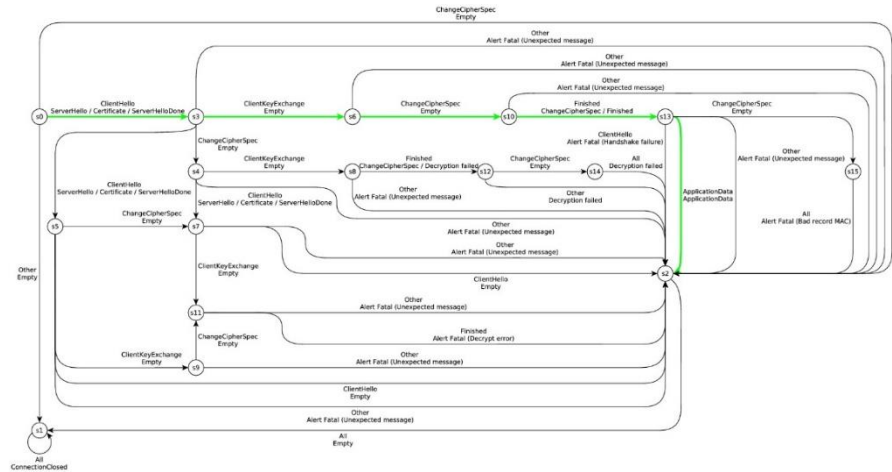 ChangeCipherSpec
Empty
Other
Alert Fatal (Unexpected message)
Other
Alert Fatal (Unexpected message)
Other
Alert Fatal (Unexpected message)
ClientHello
ServerHello / Certificate / ServerHelloDone
ClientKeyExchange
Empty
ChangeCipherSpec
Empty
Finished
ChangeCipherSpec / Finished
ChangeCipherSpec
Empty
s0
s3
s6
s10
s13
ClientHello
Alert Fatal (Handshake failure)
ChangeCipherSpec
Empty
Other
Alert Fatal (Unexpected message)
ClientKeyExchange
Empty
Finished
ChangeCipherSpec / Decryption failed
ChangeCipherSpec
Empty
All
Decryption failed
s4
s8
s12
s14
s15
ClientHello
ServerHello / Certificate / ServerHelloDone
ClientHello
ServerHello / Certificate / ServerHelloDone
Other
Alert Fatal (Unexpected message)
Other
Decryption failed
ApplicationData
ApplicationData
ChangeCipherSpec
Empty
s5
s7
Other
Alert Fatal (Unexpected message)
All
Alert Fatal (Bad record MAC)
Other
Alert Fatal (Unexpected message)
Other
Empty
ClientKeyExchange
Empty
ClientHello
Empty
s2
Other
Alert Fatal (Unexpected message)
s11
Finished
Alert Fatal (Decrypt error)
ChangeCipherSpec
Empty
ClientKeyExchange
Empty
s9
Other
Alert Fatal (Unexpected message)
ClientHello
Empty
Other
Alert Fatal (Unexpected message)
s1
All
Empty
All
ConnectionClosed